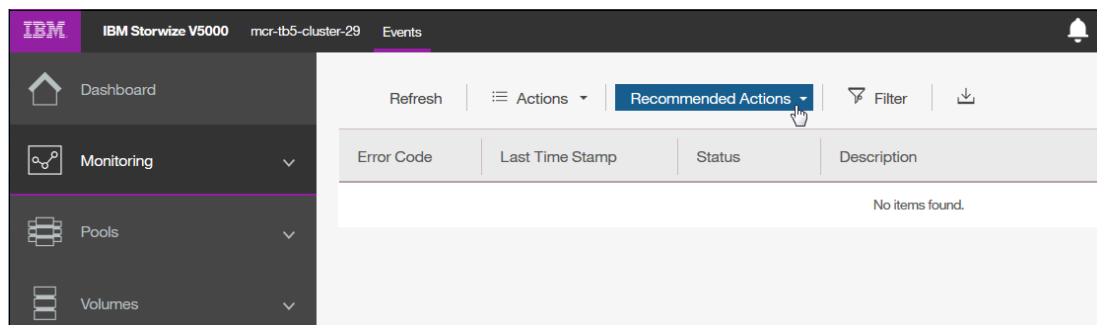 IBM IBM Storwize V5000 mcr-tb5-cluster-29 Events
Dashboard
Refresh Actions Recommended Actions Filter
Monitoring
Error Code Last Time Stamp Status Description
No items found.
Pools
Volumes